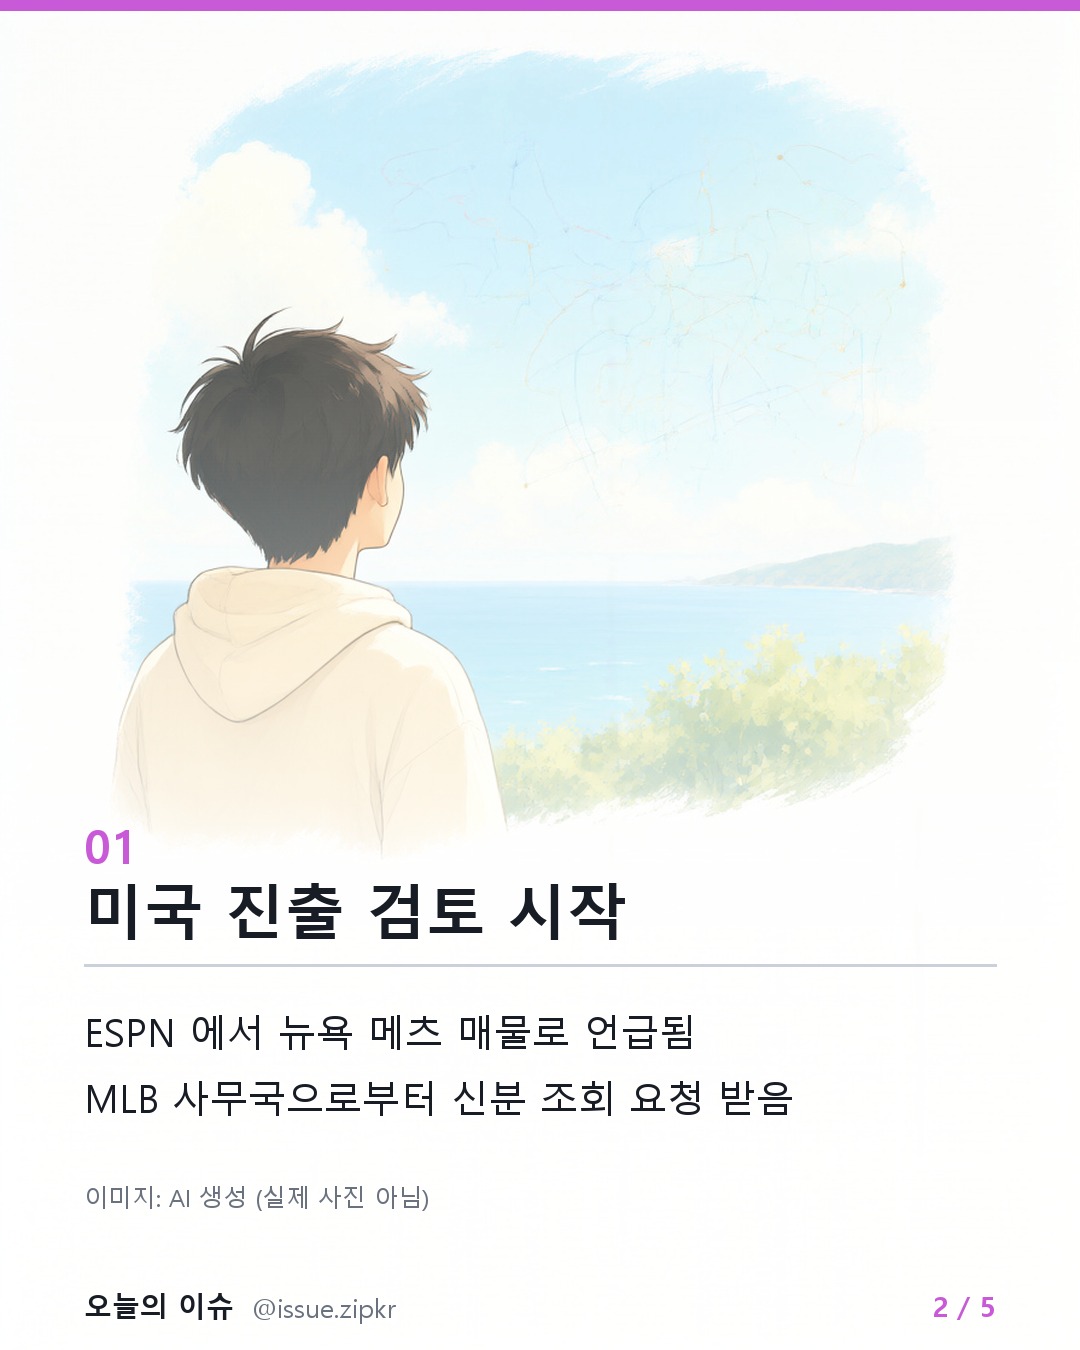 01
미국 진출 검토 시작
ESPN 에서 뉴욕 메츠 매물로 언급됨
MLB 사무국으로부터 신분 조회 요청 받음
이미지: AI 생성 (실제 사진 아님)
오늘의 이슈 @issue.zipkr 2 / 5